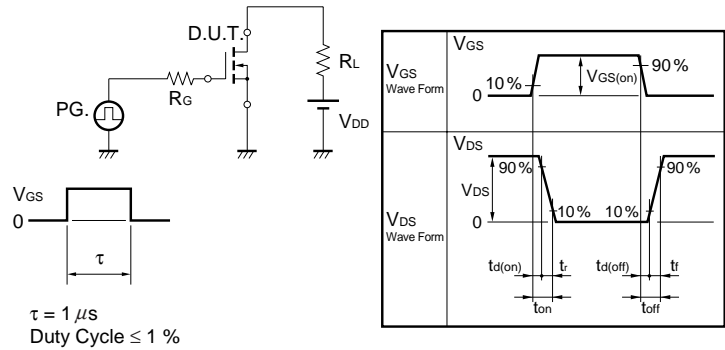 D.U.T.
RL
PG.
RG
VDD
VGS
0
τ
τ = 1 μs
Duty Cycle ≤ 1 %
VGS
Wave Form
VGS
10 %
VGS(on)
90 %
0
VDS
Wave Form
VDS
90 %
VDS
90 %
10 % 10 %
0
td(on) tr td(off) tf
ton toff